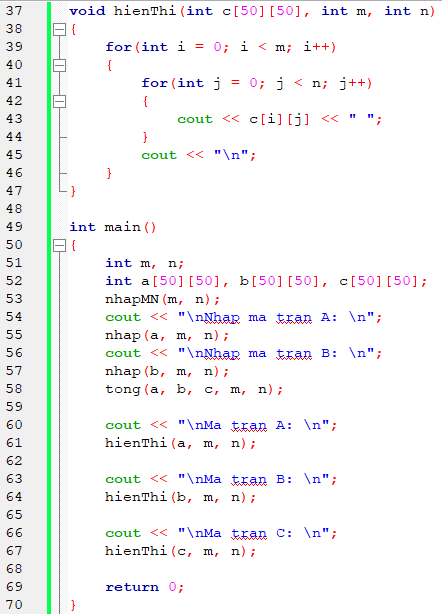 37 void hienThi(int c[50][50], int m, int n)
38 {
39     for(int i = 0; i < m; i++)
40     {
41         for(int j = 0; j < n; j++)
42         {
43             cout << c[i][j] << " ";
44         }
45         cout << "\n";
46     }
47 }
48
49 int main()
50 {
51     int m, n;
52     int a[50][50], b[50][50], c[50][50];
53     nhapMN(m, n);
54     cout << "\nNhap ma tran A: \n";
55     nhap(a, m, n);
56     cout << "\nNhap ma tran B: \n";
57     nhap(b, m, n);
58     tong(a, b, c, m, n);
59
60     cout << "\nMa tran A: \n";
61     hienThi(a, m, n);
62
63     cout << "\nMa tran B: \n";
64     hienThi(b, m, n);
65
66     cout << "\nMa tran C: \n";
67     hienThi(c, m, n);
68
69     return 0;
70 }